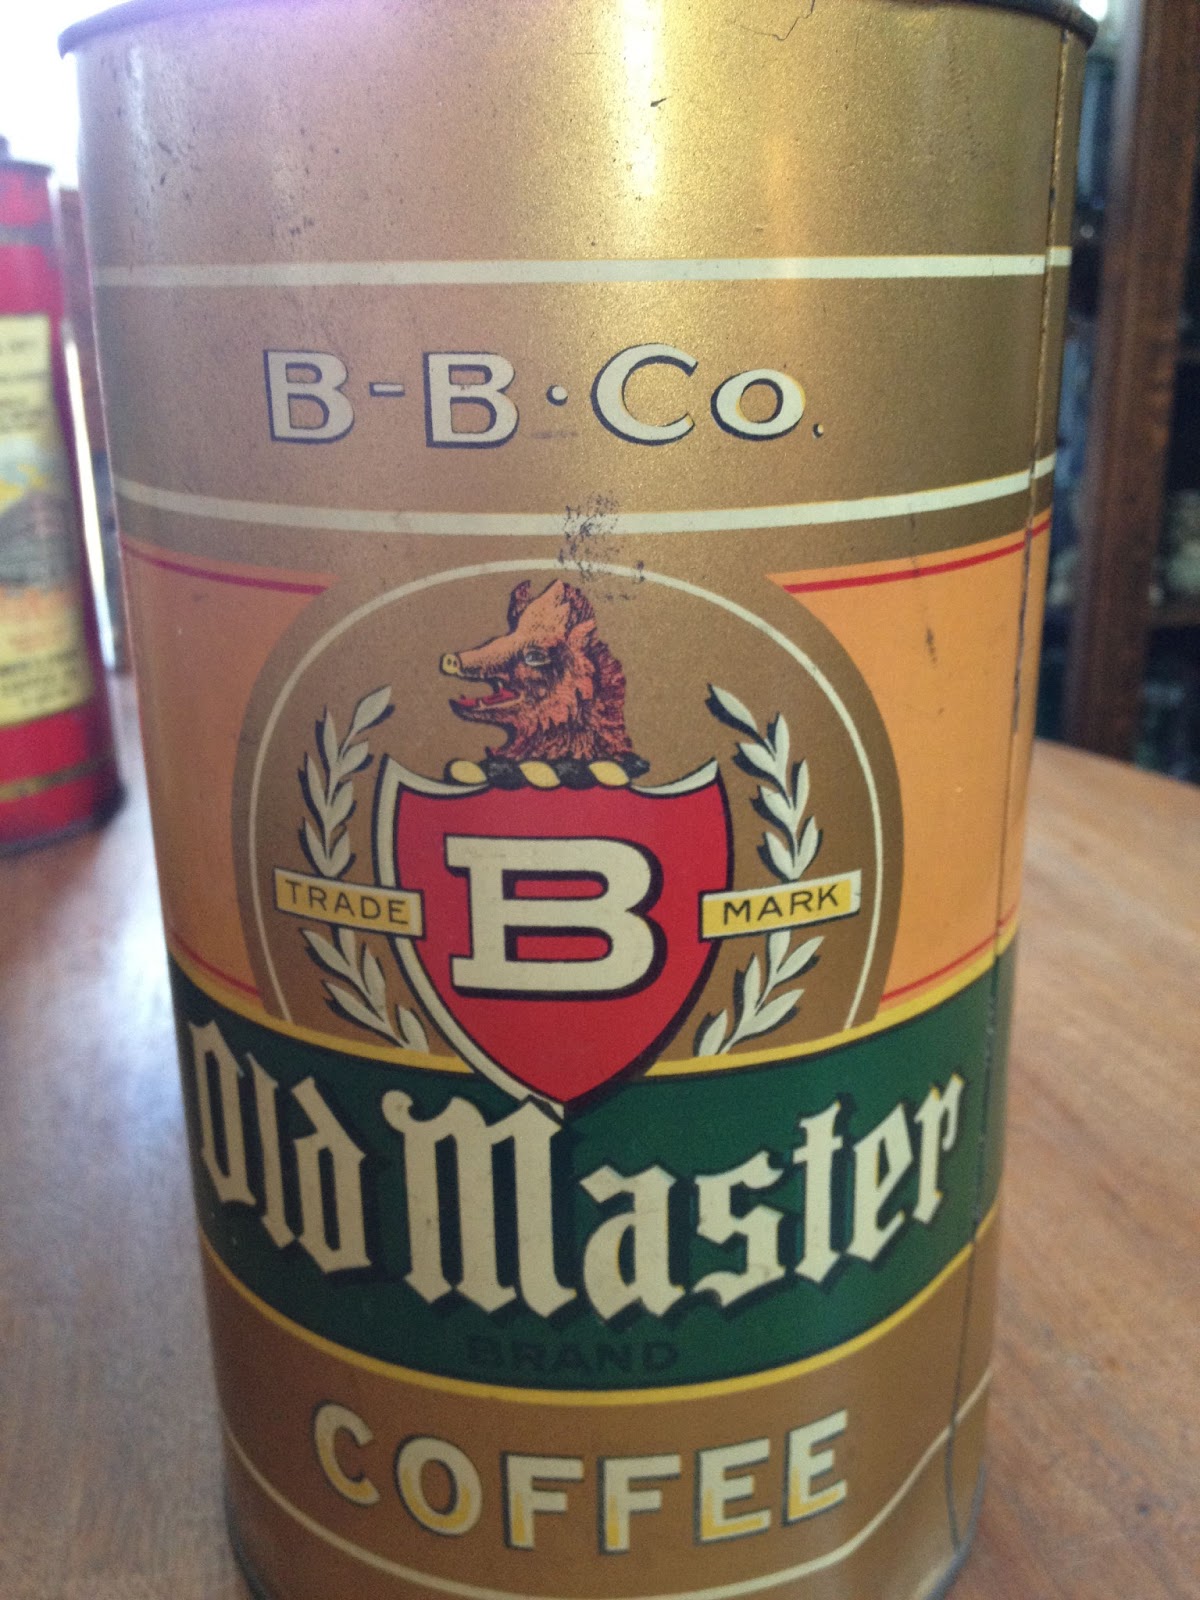 B-B·Co.
TRADE B MARK
Old Master
BRAND
COFFEE